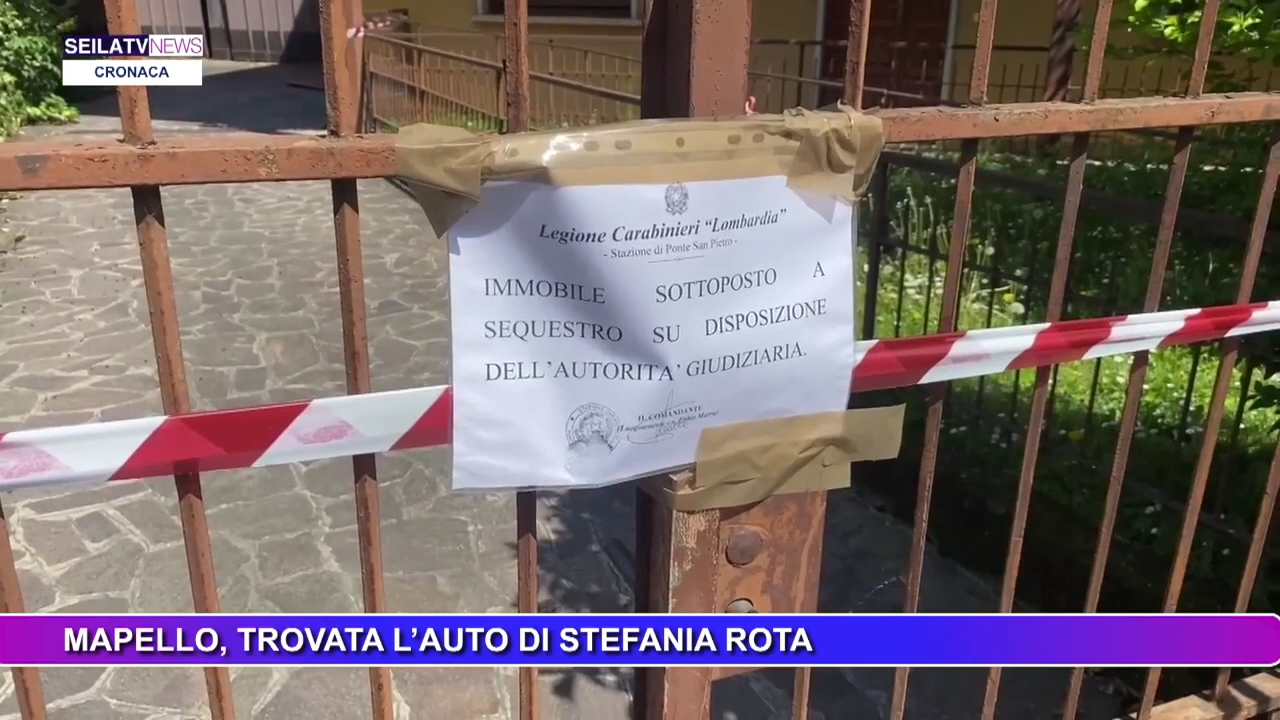 SEILATV NEWS
CRONACA
Legione Carabinieri “Lombardia”
- Stazione di Ponte San Pietro -
IMMOBILE SOTTOPOSTO A
SEQUESTRO SU DISPOSIZIONE
DELL'AUTORITA' GIUDIZIARIA.
IL COMANDANTE
MAPELLO, TROVATA L’AUTO DI STEFANIA ROTA